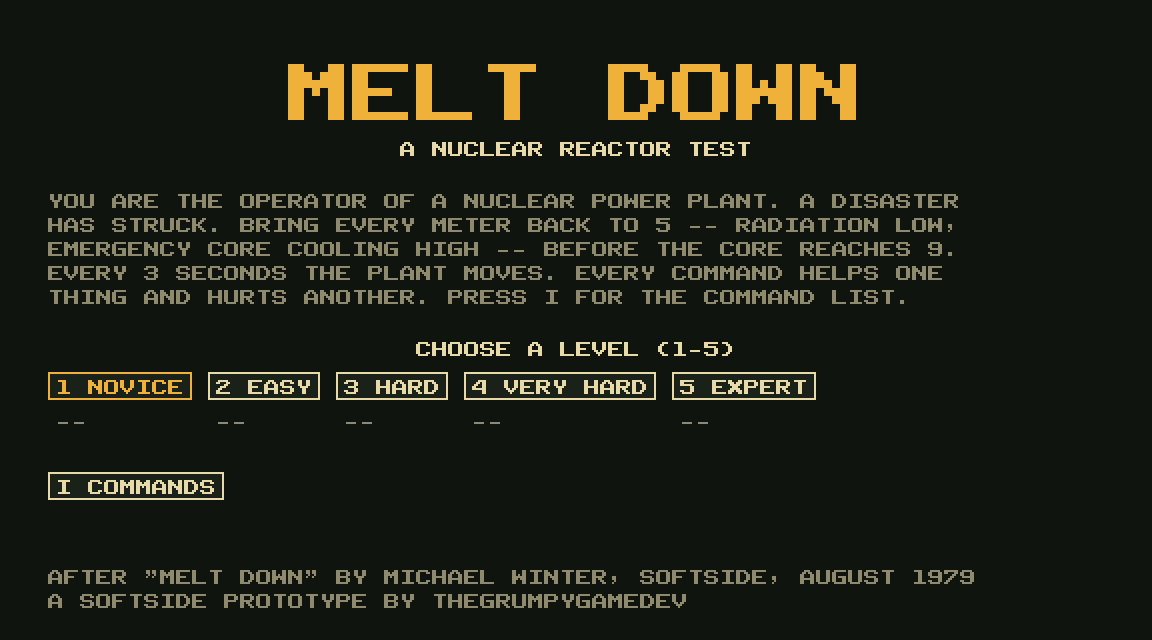 MELT DOWN
A NUCLEAR REACTOR TEST
YOU ARE THE OPERATOR OF A NUCLEAR POWER PLANT. A DISASTER
HAS STRUCK. BRING EVERY METER BACK TO 5 -- RADIATION LOW,
EMERGENCY CORE COOLING HIGH -- BEFORE THE CORE REACHES 9.
EVERY 3 SECONDS THE PLANT MOVES. EVERY COMMAND HELPS ONE
THING AND HURTS ANOTHER. PRESS I FOR THE COMMAND LIST.
CHOOSE A LEVEL (1-5)
1 NOVICE 2 EASY 3 HARD 4 VERY HARD 5 EXPERT
-- -- -- -- --
I COMMANDS
AFTER "MELT DOWN" BY MICHAEL WINTER, SOFTSIDE, AUGUST 1979
A SOFTSIDE PROTOTYPE BY THEGRUMPYGAMEDEV